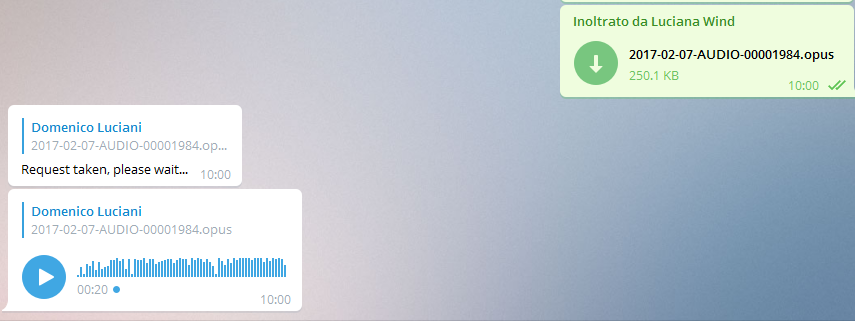 Inoltrato da Luciana Wind
2017-02-07-AUDIO-00001984.opus
250.1 KB
10:00
Domenico Luciani
2017-02-07-AUDIO-00001984.op...
Request taken, please wait...
10:00
Domenico Luciani
2017-02-07-AUDIO-00001984.opus
00:20
10:00